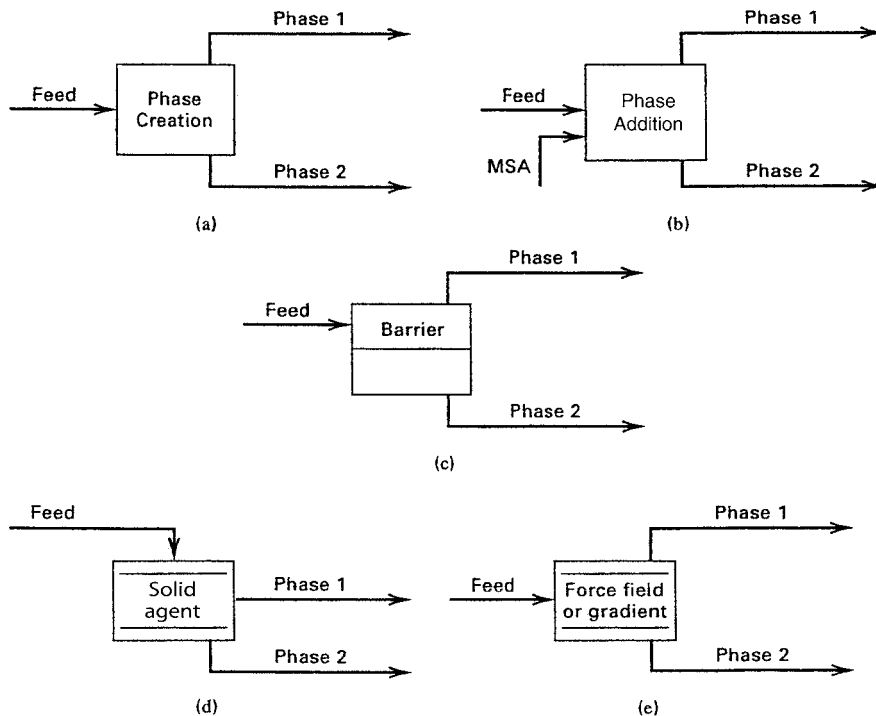 Phase 1
Feed
Phase
Creation
Phase 2
(a)
Phase 1
Feed
Phase
Addition
MSA
Phase 2
(b)
Phase 1
Feed
Barrier
Phase 2
(c)
Feed
Solid
agent
Phase 1
Phase 2
(d)
Phase 1
Feed
Force field
or gradient
Phase 2
(e)